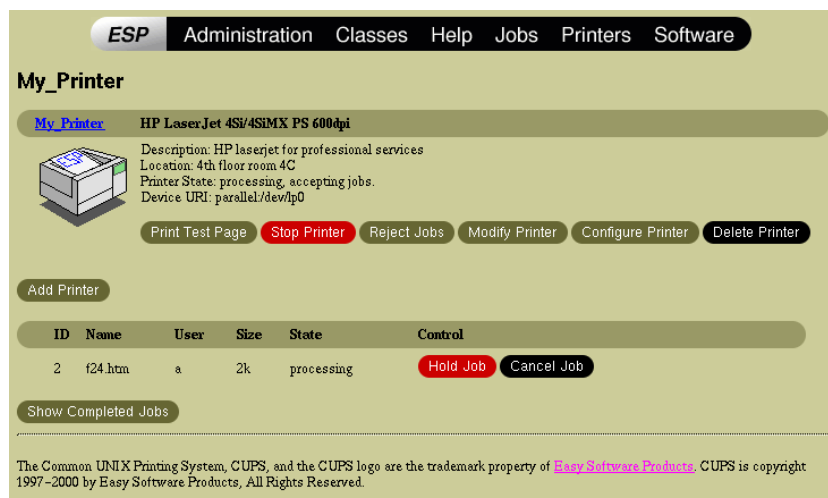 ESP Administration Classes Help Jobs Printers Software
My_Printer
My_Printer HP LaserJet 4Si/4SiMX PS 600dpi
ESP
Description: HP laserjet for professional services
Location: 4th floor room 4C
Printer State: processing, accepting jobs.
Device URI: parallel:/dev/lp0
Print Test Page Stop Printer Reject Jobs Modify Printer Configure Printer Delete Printer
Add Printer
ID Name User Size State Control
2 f24.htm a 2k processing Hold Job Cancel Job
Show Completed Jobs
The Common UNIX Printing System, CUPS, and the CUPS logo are the trademark property of Easy Software Products. CUPS is copyright
1997-2000 by Easy Software Products, All Rights Reserved.